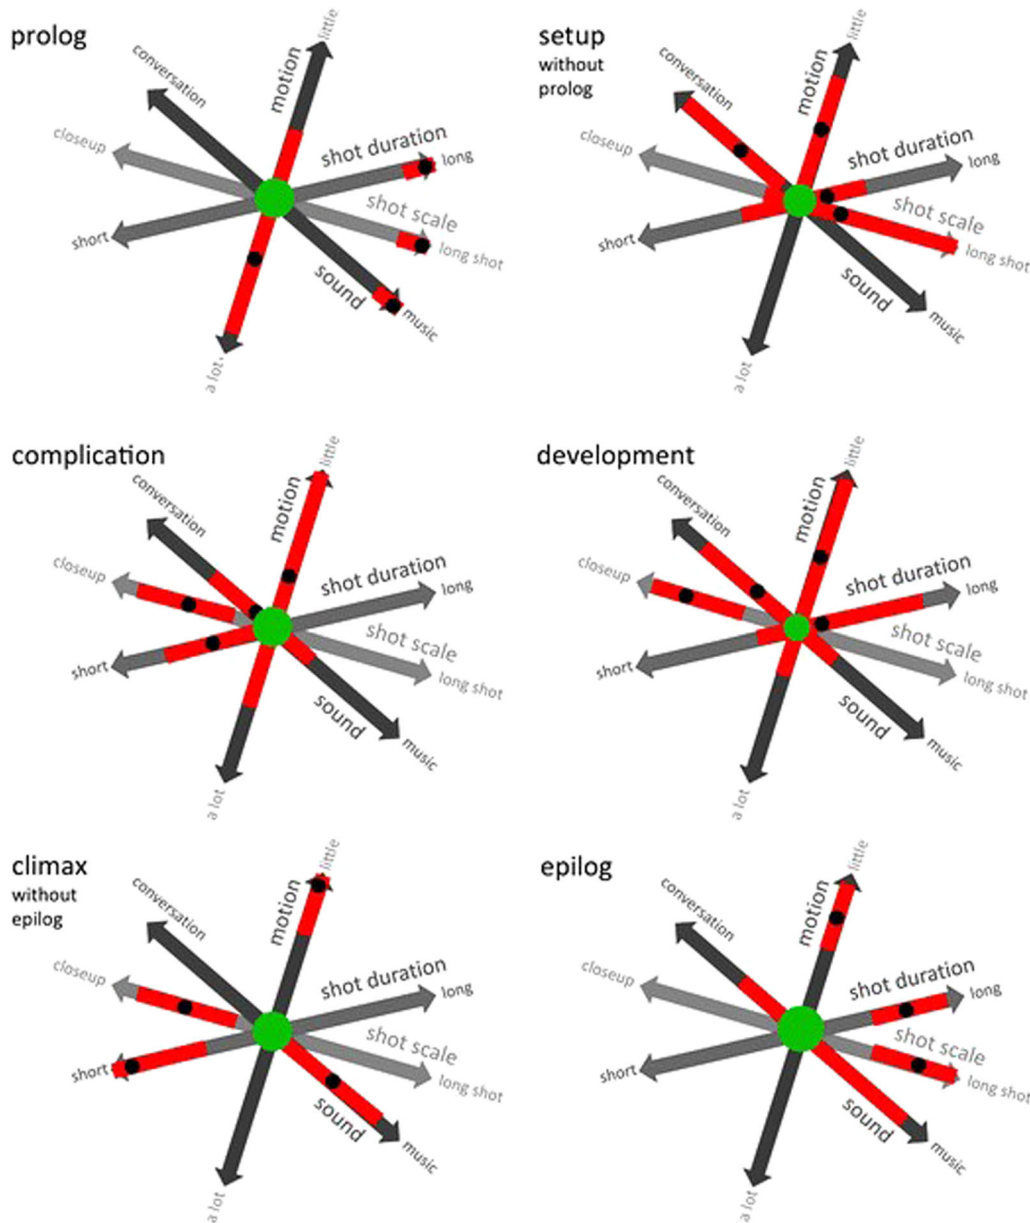 prolog
little
motion
conversation
closeup
shot duration
long
shot scale
long shot
short
sound
music
a lot
setup
without
prolog
little
motion
conversation
closeup
shot duration
long
shot scale
long shot
short
sound
music
a lot
complication
little
motion
conversation
closeup
shot duration
long
shot scale
long shot
short
sound
music
a lot
development
little
motion
conversation
closeup
shot duration
long
shot scale
long shot
short
sound
music
a lot
climax
without
epilog
little
motion
conversation
closeup
shot duration
long
shot scale
long shot
short
sound
music
a lot
epilog
little
motion
conversation
closeup
shot duration
long
shot scale
long shot
short
sound
music
a lot